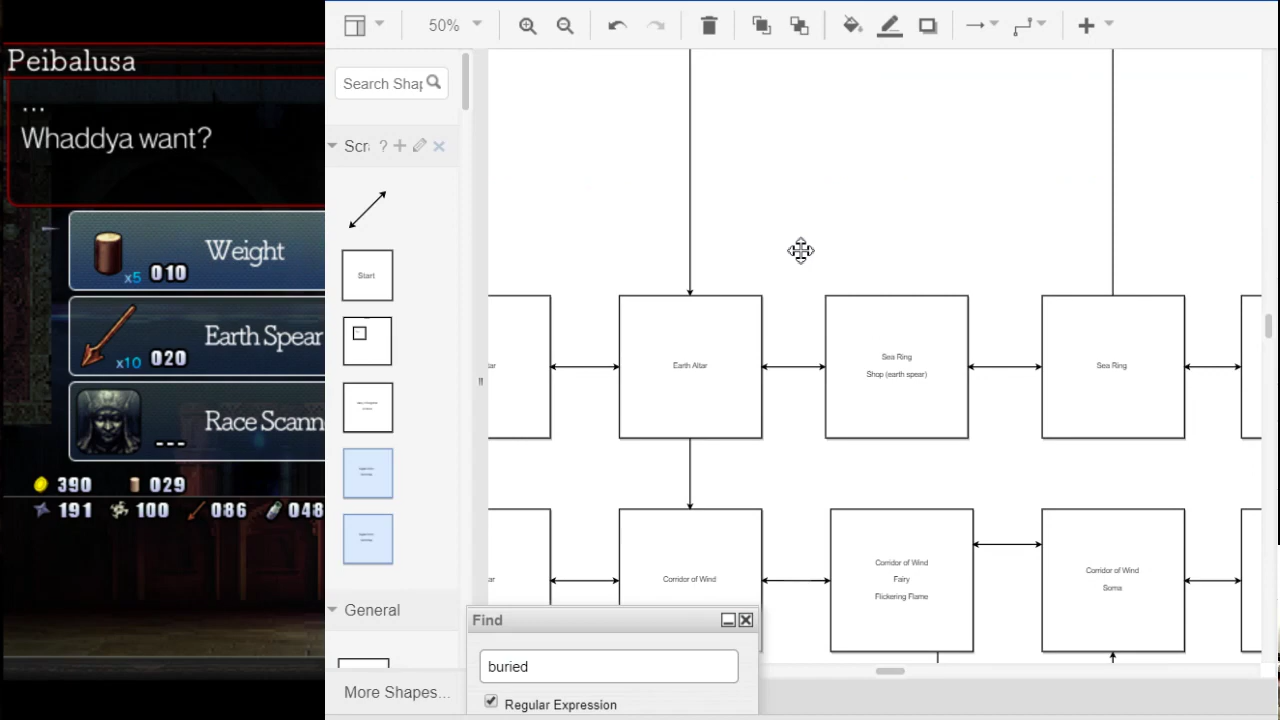 Peibalusa
...
Whaddya want?
Weight
x5 010
Earth Spear
x10 020
Race Scann
---
390 029
191 100 086 048
50%
Search Shap
Scr
?
Start
General
More Shapes...
Earth Altar
Sea Ring
Shop (earth spear)
Sea Ring
Corridor of Wind
Corridor of Wind
Fairy
Flickering Flame
Corridor of Wind
Soma
Find
buried
Regular Expression